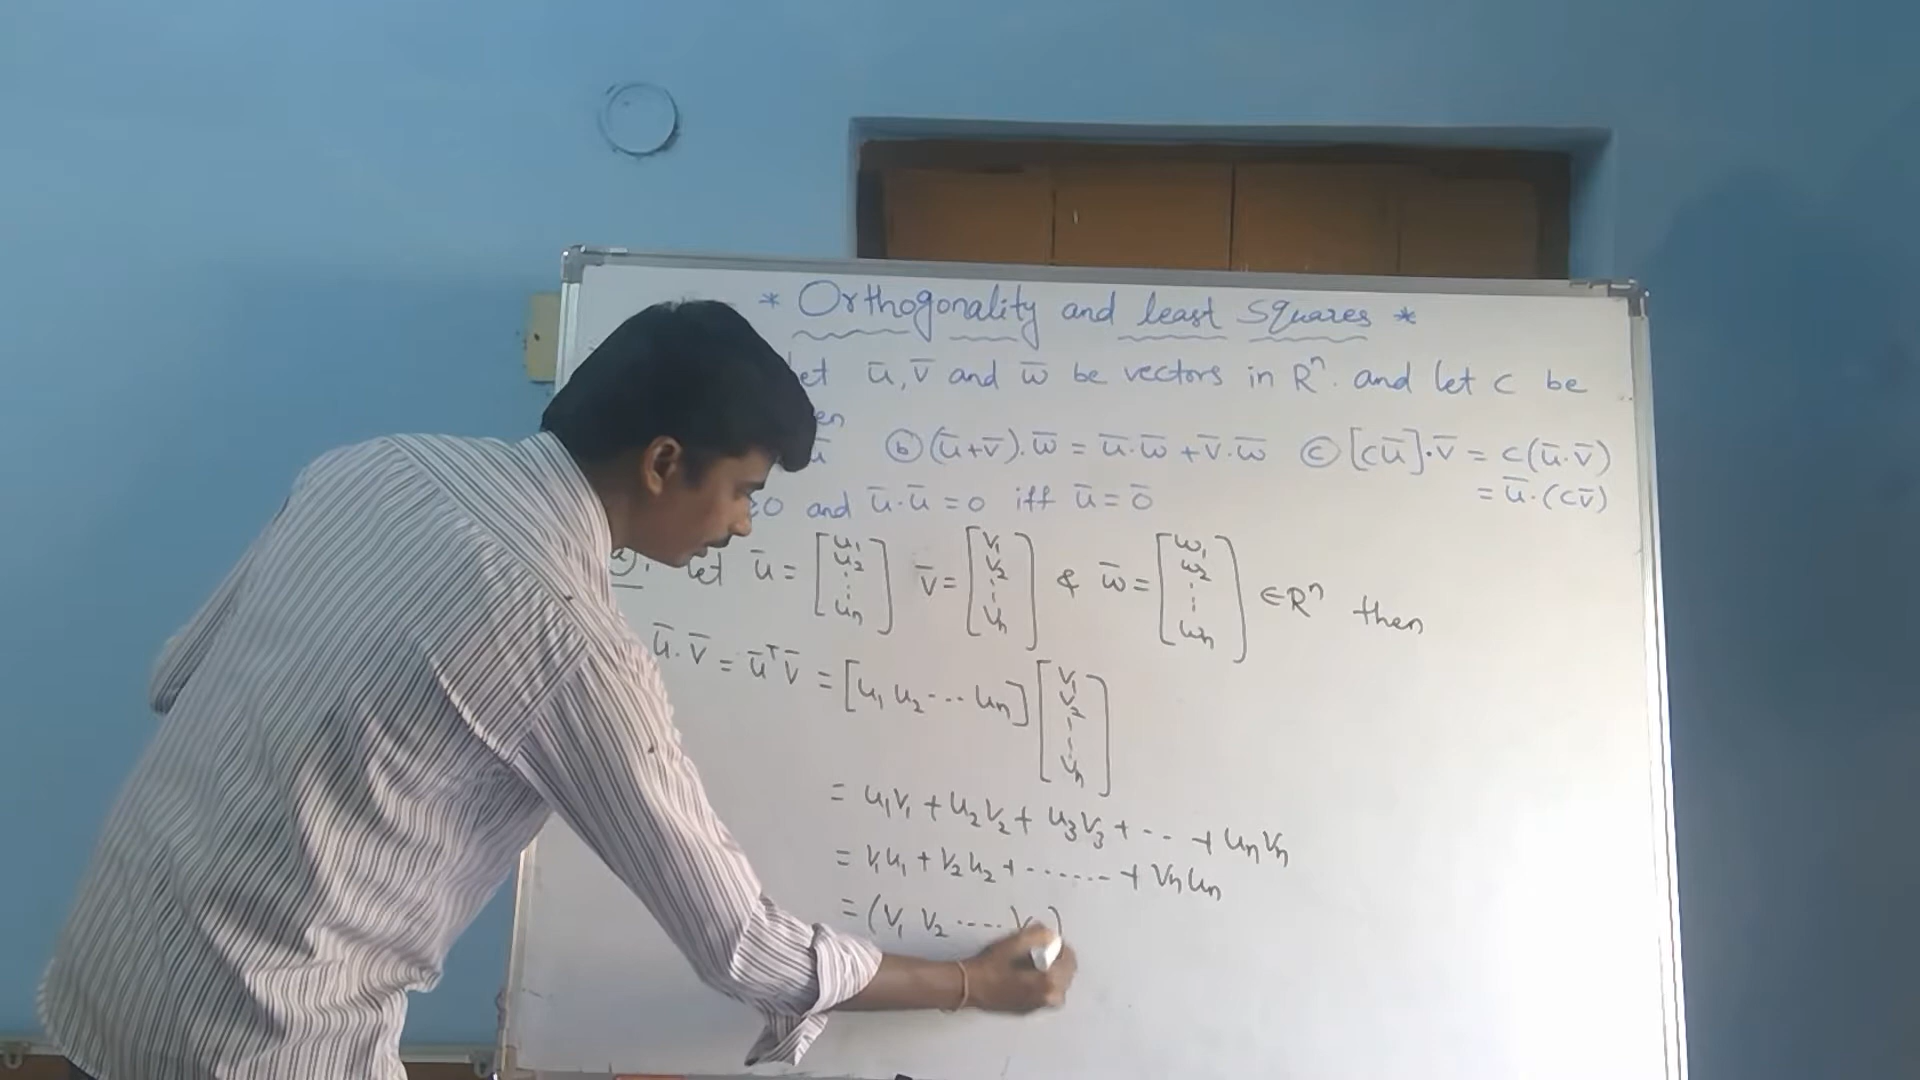 * Orthogonality and least squares *
let ū, v̄ and w̄ be vectors in Rⁿ. and let c be
ⓑ (ū+v̄).w̄ = ū.w̄ + v̄.w̄ ⓒ [cū].v̄ = c(ū.v̄)
= ū.(cv̄)
≥0 and ū.ū = 0 iff ū = 0̄
let ū = [u₁ u₂ ⋮ uₙ] v̄ = [v₁ v₂ ⋮ vₙ] & w̄ = [w₁ w₂ ⋮ wₙ] ∈ Rⁿ then
ū.v̄ = ūᵀv̄ = [u₁ u₂ --- uₙ] [v₁ v₂ ⋮ vₙ]
= u₁v₁ + u₂v₂ + u₃v₃ + --- + uₙvₙ
= v₁u₁ + v₂u₂ + ------ + vₙuₙ
= (v₁ v₂ ---- v )